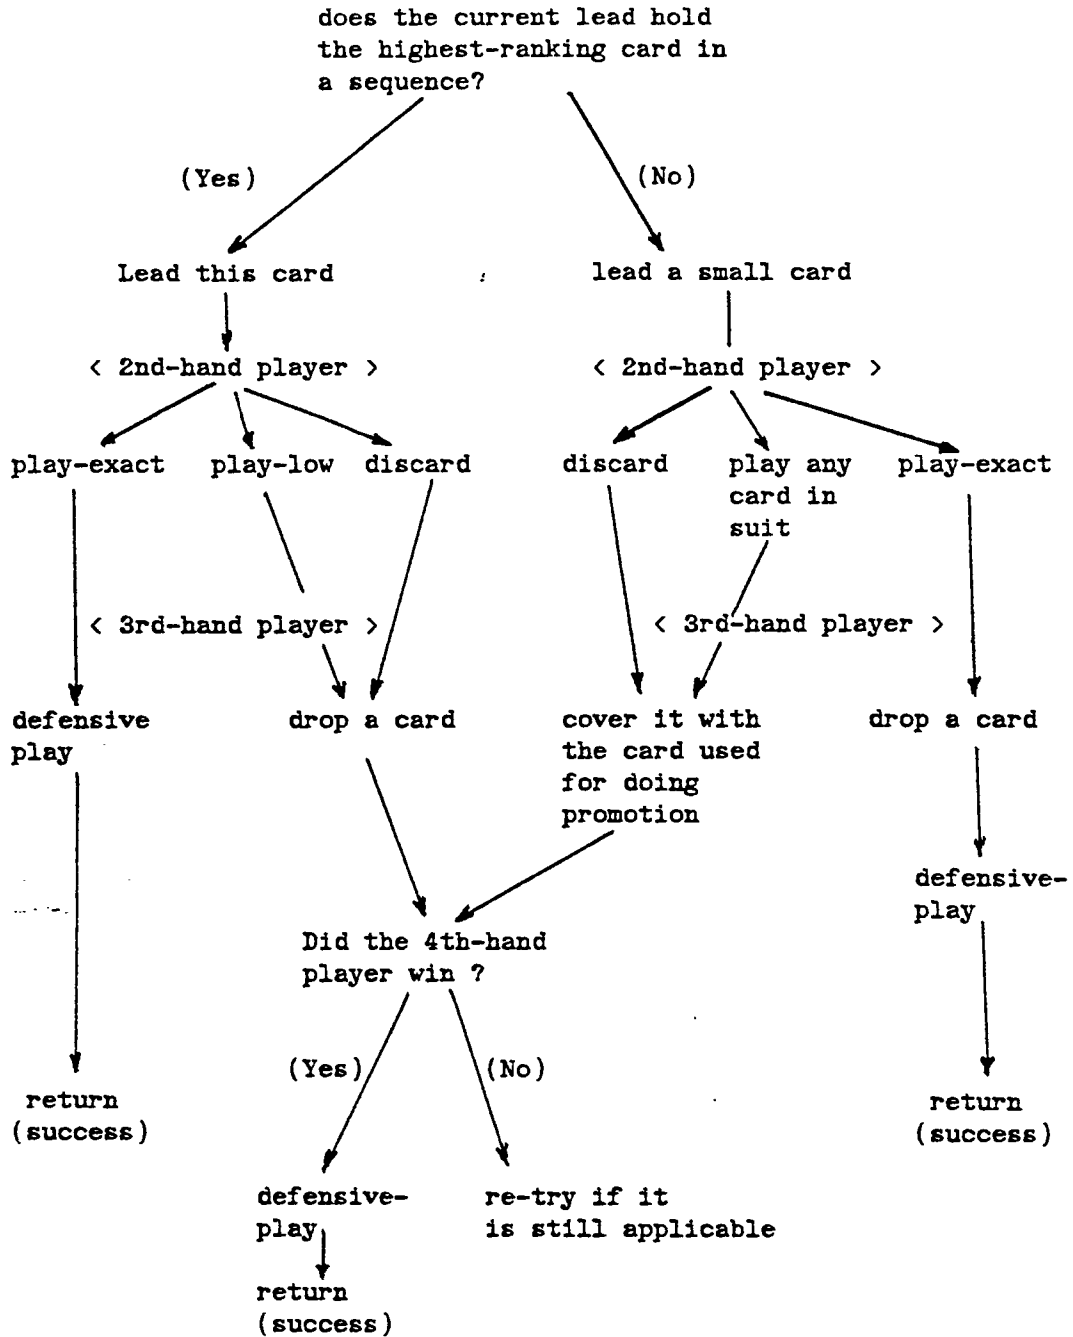 does the current lead hold
the highest-ranking card in
a sequence?
(Yes)
(No)
Lead this card
lead a small card
< 2nd-hand player >
< 2nd-hand player >
play-exact
play-low
discard
discard
play any
card in
suit
play-exact
< 3rd-hand player >
< 3rd-hand player >
defensive
play
drop a card
cover it with
the card used
for doing
promotion
drop a card
defensive-
play
Did the 4th-hand
player win ?
(Yes)
(No)
return
(success)
return
(success)
defensive-
play
re-try if it
is still applicable
return
(success)